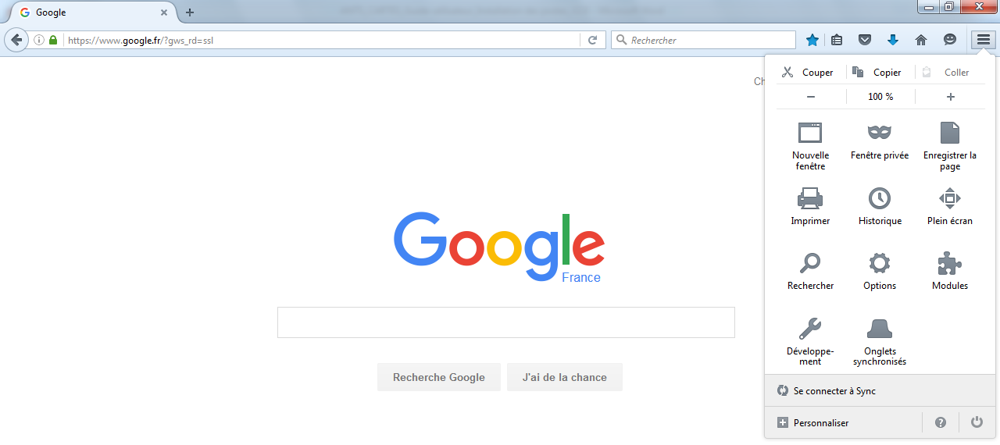 Google
https://www.google.fr/?gws_rd=ssl
Rechercher
Ch
Couper
Copier
Coller
100 %
Nouvelle
fenêtre
Fenêtre privée
Enregistrer la
page
Imprimer
Historique
Plein écran
Rechercher
Options
Modules
Développe-
ment
Onglets
synchronisés
Se connecter à Sync
Personnaliser
Google
France
Recherche Google
J'ai de la chance